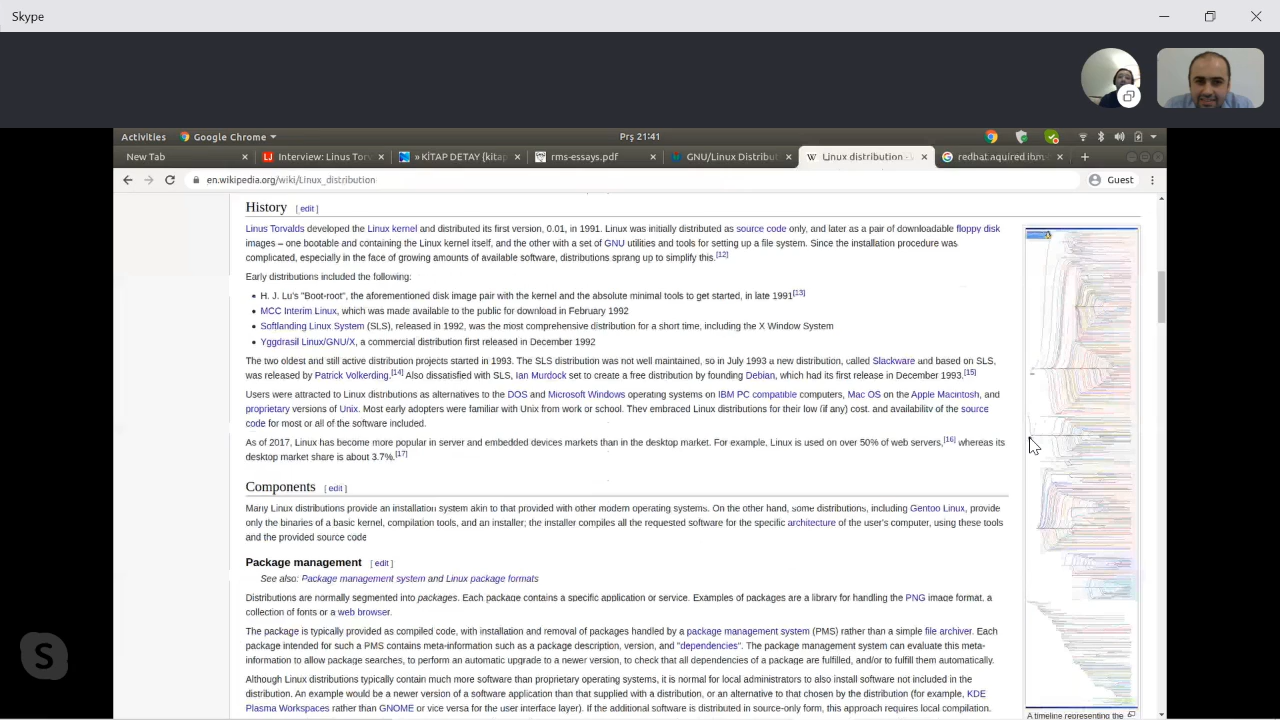 Skype
Activities Google Chrome Prş 21:41
New Tab Interview: Linus Torv » KİTAP DETAY (kitap rms-essays.pdf GNU/Linux Distribut Linux distribution - redhat aquired ibm
en.wikipedia.org/wiki/Linux_distribution Guest
History [ edit ]
Linus Torvalds developed the Linux kernel and distributed its first version, 0.01, in 1991. Linux was initially distributed as source code only, and later as a pair of downloadable floppy disk
images – one bootable and containing the Linux kernel itself, and the other with a set of GNU utilities and tools for setting up a file system. Since the installation procedure was
complicated, especially in the face of growing amounts of available software, distributions sprang up to simplify this.[12]
Early distributions included the following:
• H. J. Lu's "Boot-root", the aforementioned disk image pair with the kernel and the absolute minimal tools to get started, in late 1991[13]
• MCC Interim Linux, which was made available to the public for download in February 1992
• Softlanding Linux System (SLS), released in 1992, was the most comprehensive distribution for a short time, including the X Window System
• Yggdrasil Linux/GNU/X, a commercial distribution first released in December 1992
The two oldest and still active distribution projects started in 1993. The SLS distribution was not well maintained, so in July 1993 a new distribution, called Slackware and based on SLS,
was released by Patrick Volkerding.[14] Also dissatisfied with SLS, Ian Murdock set to create a free distribution by founding Debian, which had its first release in December 1993.[15]
Users were attracted to Linux distributions as alternatives to the DOS and Microsoft Windows operating systems on IBM PC compatible computers, Mac OS on the Apple Macintosh, and
proprietary versions of Unix. Most early adopters were familiar with Unix from work or school. They embraced Linux distributions for their low (if any) cost, and availability of the source
code for most or all of the software included.
As of 2017, Linux has become more popular in server and embedded devices markets than in the desktop market. For example, Linux is used on over 50% of web servers,[16] whereas its
desktop market share is about 3.7%.[17]
Components [ edit ]
Many Linux distributions provide an installation system akin to that provided with other modern operating systems. On the other hand, some distributions, including Gentoo Linux, provide
only the binaries of a basic kernel, compilation tools, and an installer; the installer compiles all the requested software for the specific architecture of the user's computer, using these tools
and the provided source code.
Package management [ edit ]
See also: Package management system and Linux package formats
Distributions are normally segmented into packages. Each package contains a specific application or service. Examples of packages are a library for handling the PNG image format, a
collection of fonts or a web browser.
The package is typically provided as compiled code, with installation and removal of packages handled by a package management system (PMS) rather than a simple file archiver. Each
package intended for such a PMS contains meta-information such as a package description, version, and "dependencies". The package management system can evaluate this meta-
information to allow package searches, to perform an automatic upgrade to a newer version, to check that all dependencies of a package are fulfilled, and/or to fulfill them automatically.
Although Linux distributions typically contain much more software than proprietary operating systems, it is normal for local administrators to also install software not included in the
distribution. An example would be a newer version of a software application than that supplied with a distribution, or an alternative to that chosen by the distribution (for example, KDE
Plasma Workspaces rather than GNOME or vice versa for the user interface layer). If the additional software is distributed in source-only form, this approach requires local compilation.
A timeline representing the